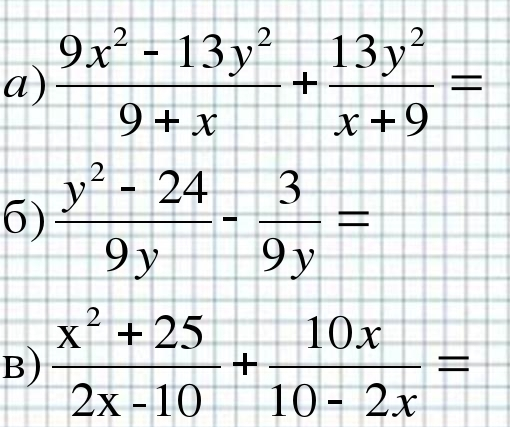 а) (9x² - 13y²)/(9 + x) + 13y²/(x + 9) =
б) (y² - 24)/(9y) - 3/(9y) =
в) (x² + 25)/(2x - 10) + 10x/(10 - 2x) =